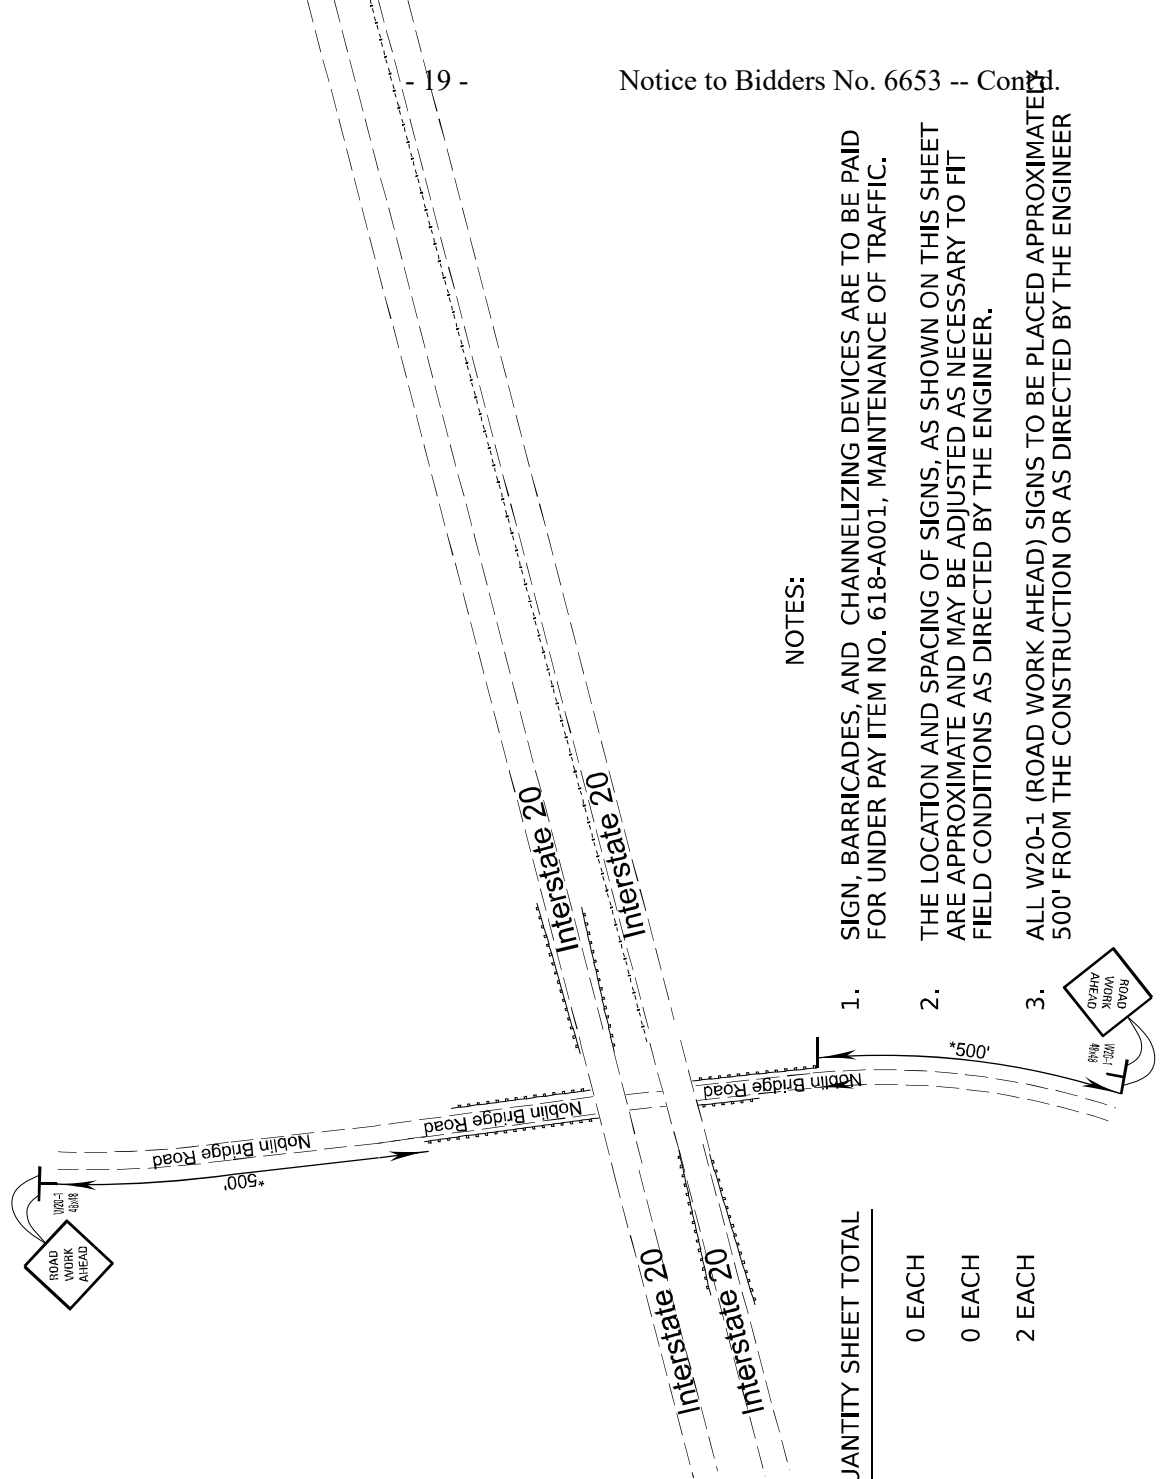 - 19 - Notice to Bidders No. 6653 -- Cont'd.
NOTES:
1. SIGN, BARRICADES, AND CHANNELIZING DEVICES ARE TO BE PAID
FOR UNDER PAY ITEM NO. 618-A001, MAINTENANCE OF TRAFFIC.
2. THE LOCATION AND SPACING OF SIGNS, AS SHOWN ON THIS SHEET
ARE APPROXIMATE AND MAY BE ADJUSTED AS NECESSARY TO FIT
FIELD CONDITIONS AS DIRECTED BY THE ENGINEER.
3. ALL W20-1 (ROAD WORK AHEAD) SIGNS TO BE PLACED APPROXIMATELY
500' FROM THE CONSTRUCTION OR AS DIRECTED BY THE ENGINEER
Interstate 20
Interstate 20
Interstate 20
Interstate 20
Noblin Bridge Road
Noblin Bridge Road
Noblin Bridge Road
*500'
*500'
W20-1
48x48
ROAD
WORK
AHEAD
W20-1
48x48
ROAD
WORK
AHEAD
UANTITY SHEET TOTAL
0 EACH
0 EACH
2 EACH